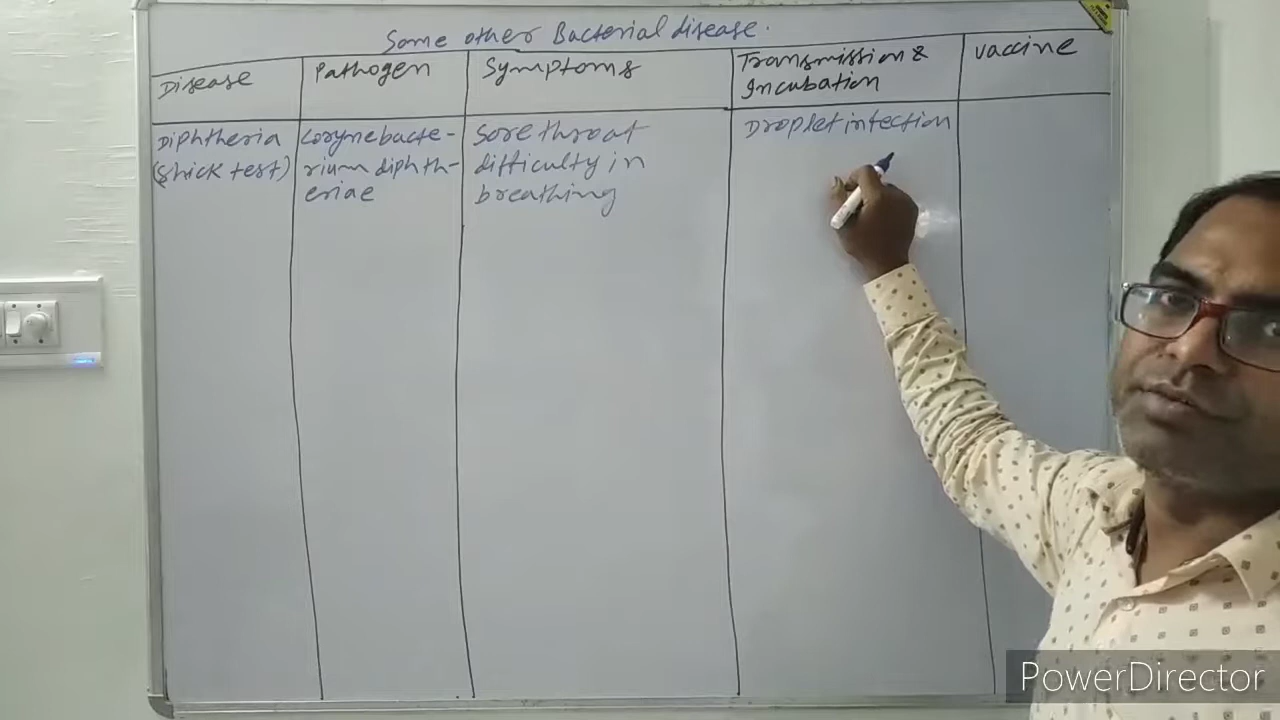 Some other Bacterial disease.
Disease
Pathogen
Symptoms
Transmission &
Incubation
vaccine
Diphtheria
(shick test)
Corynebacte-
rium diphth-
eriae
Sore throat
difficulty in
breathing
Droplet infection
PowerDirector